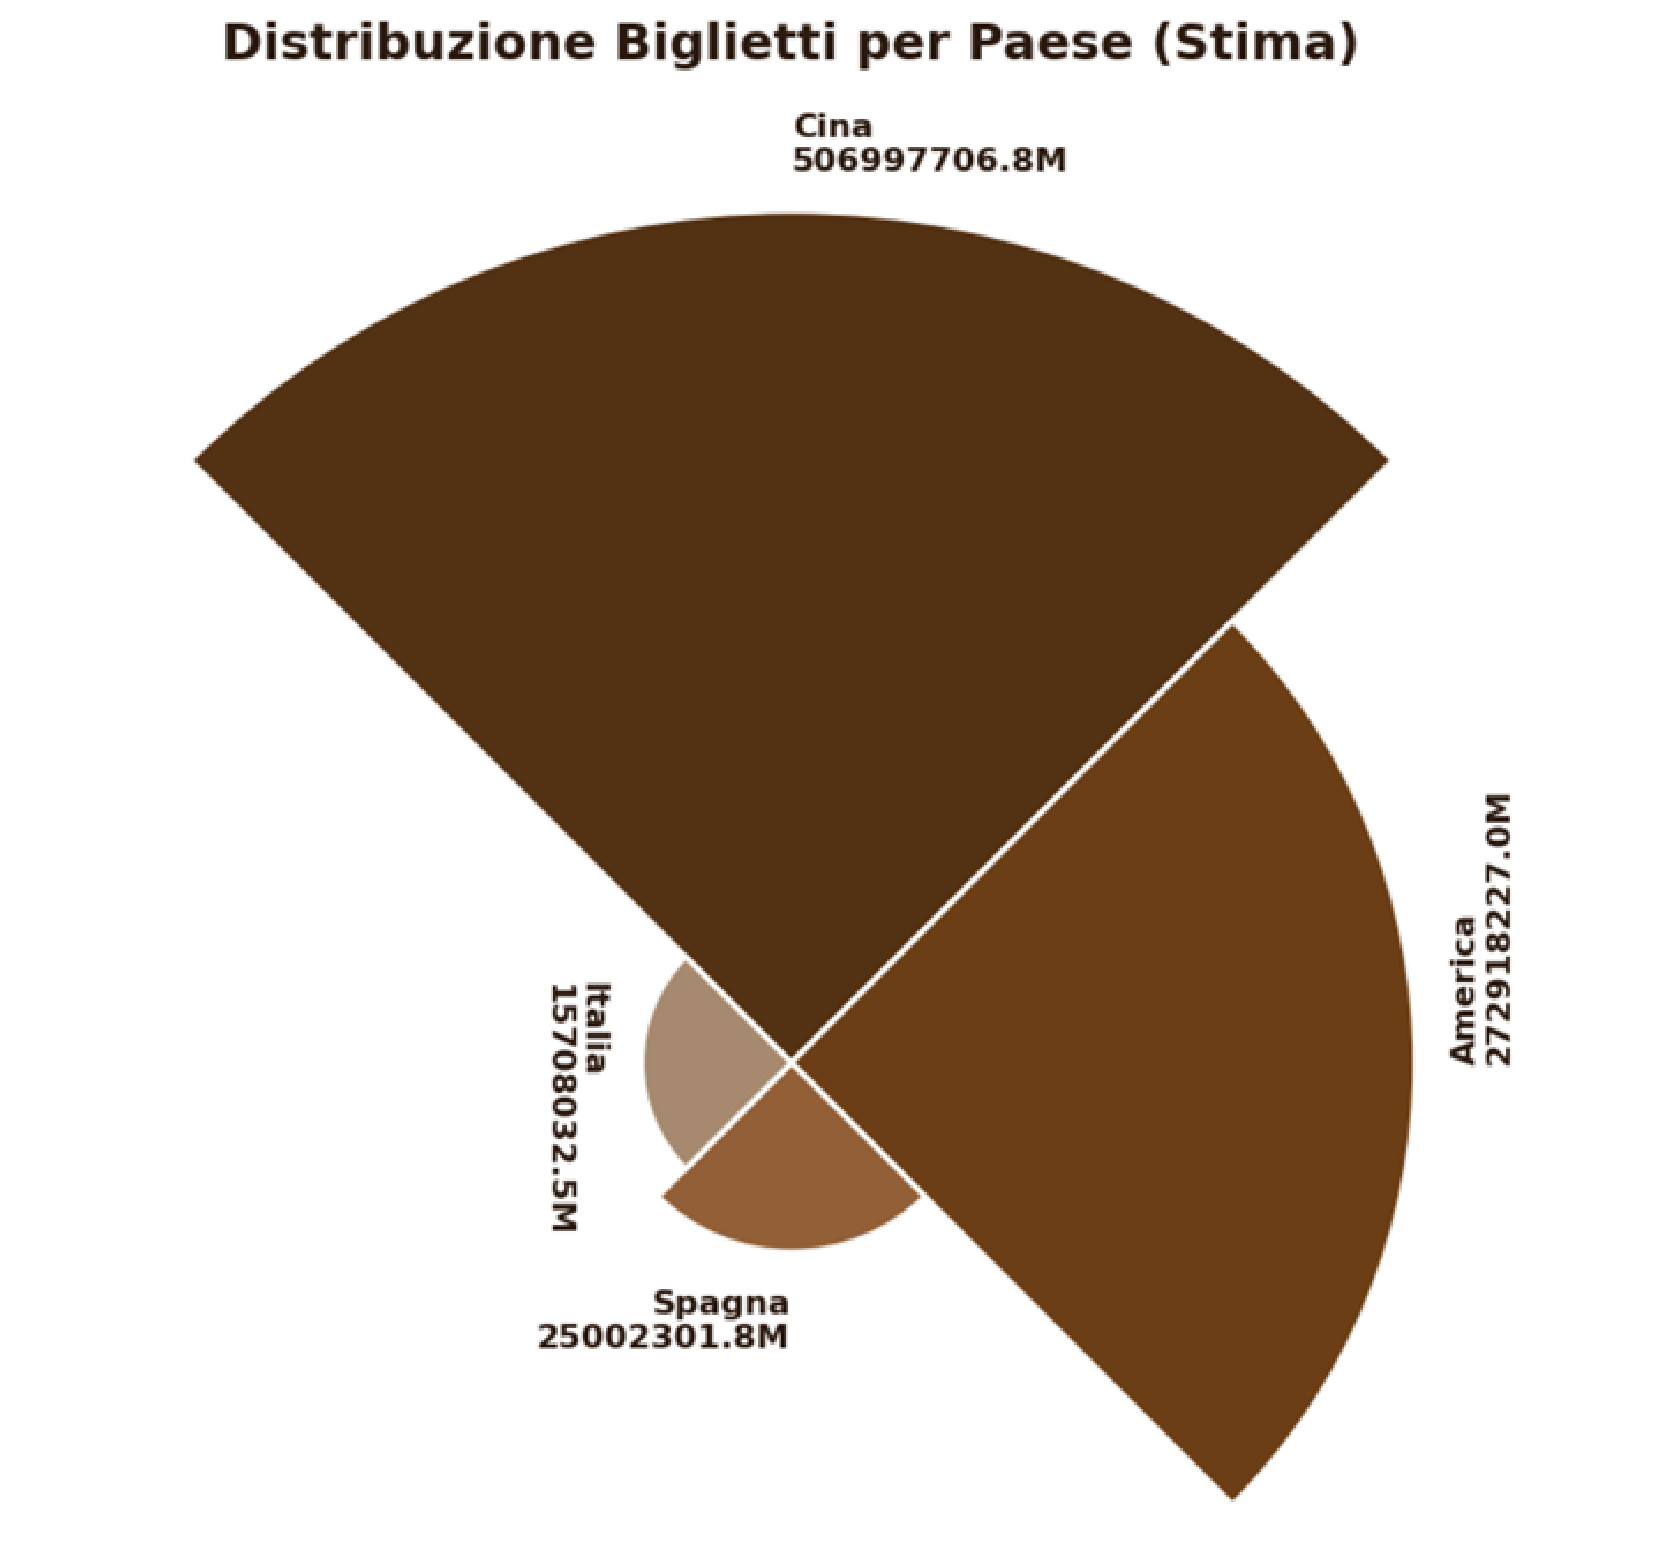 Distribuzione Biglietti per Paese (Stima)
Cina
506997706.8M
America
272918227.0M
Italia
15708032.5M
Spagna
25002301.8M